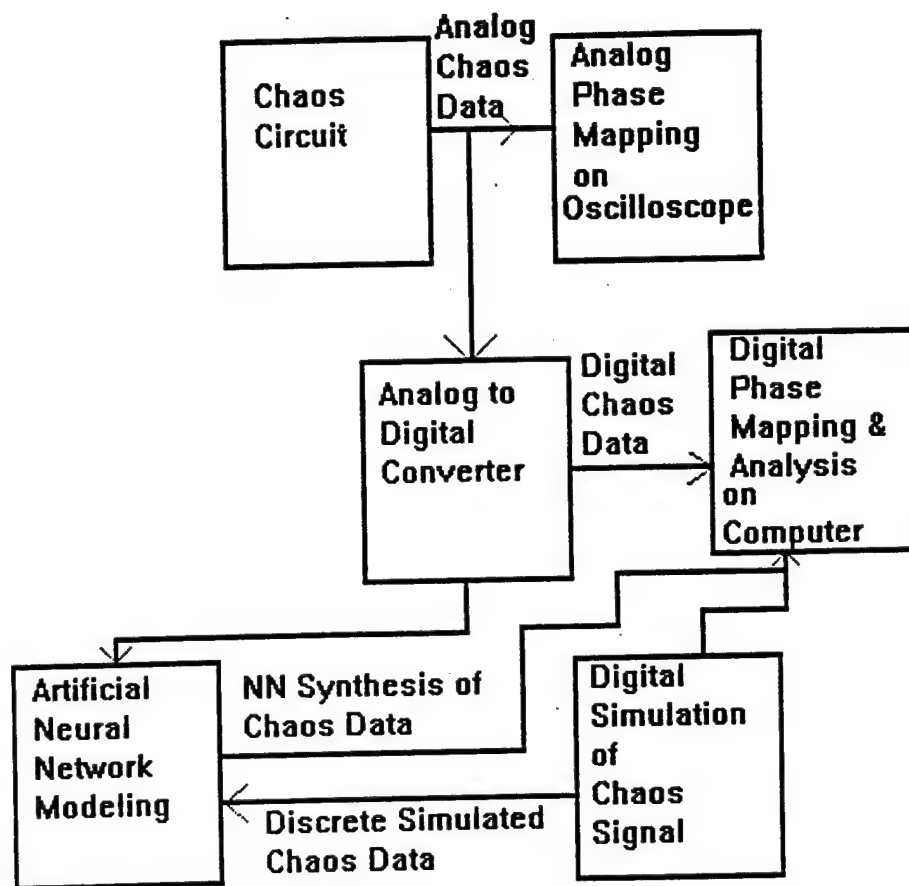 Chaos
Circuit
Analog
Chaos
Data
Analog
Phase
Mapping
on
Oscilloscope
Analog to
Digital
Converter
Digital
Chaos
Data
Digital
Phase
Mapping &
Analysis
on
Computer
Artificial
Neural
Network
Modeling
NN Synthesis of
Chaos Data
Discrete Simulated
Chaos Data
Digital
Simulation
of
Chaos
Signal